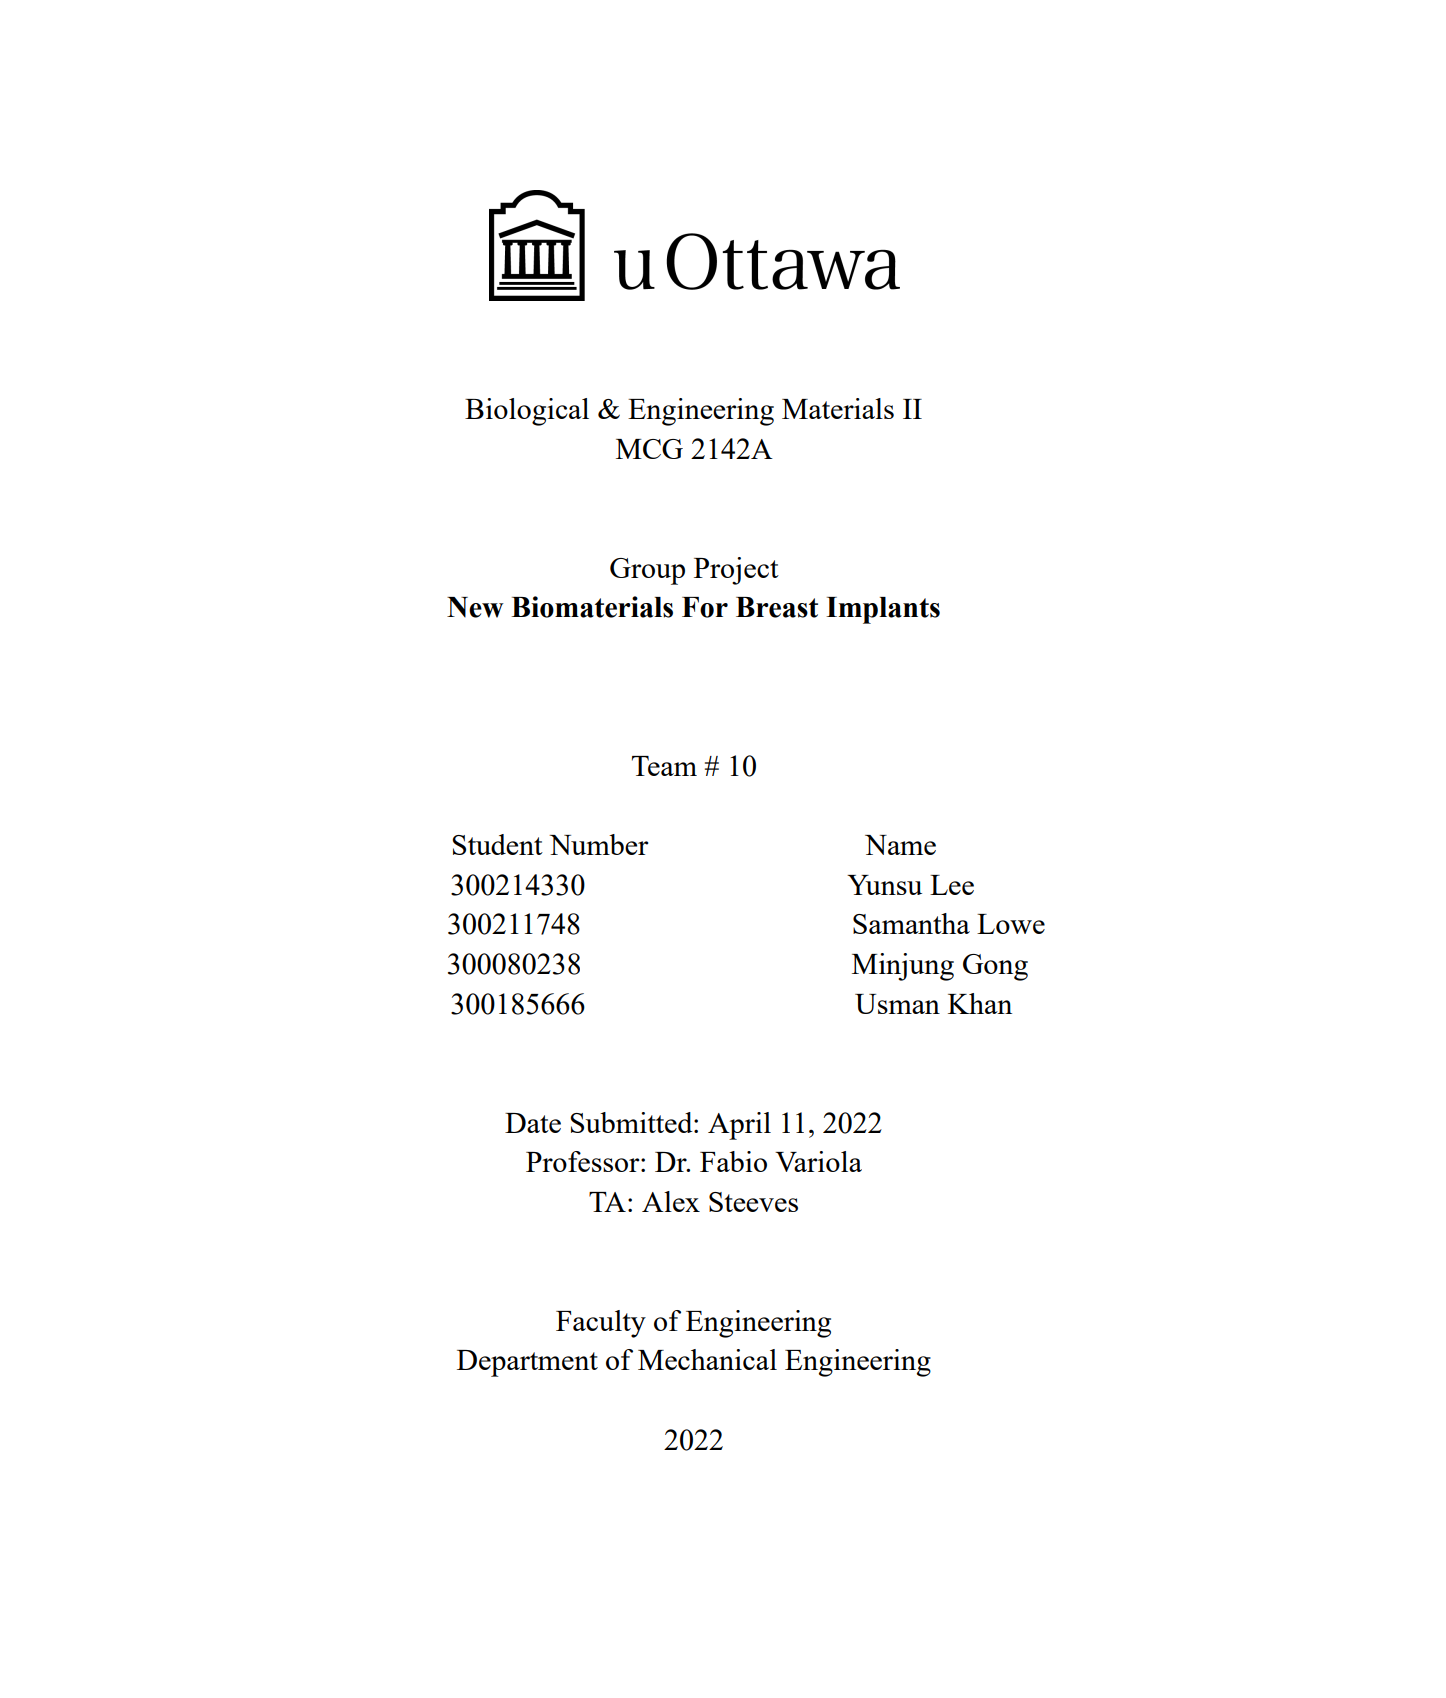 uOttawa
Biological & Engineering Materials II
MCG 2142A
Group Project
New Biomaterials For Breast Implants
Team # 10
Student Number Name
300214330 Yunsu Lee
300211748 Samantha Lowe
300080238 Minjung Gong
300185666 Usman Khan
Date Submitted: April 11, 2022
Professor: Dr. Fabio Variola
TA: Alex Steeves
Faculty of Engineering
Department of Mechanical Engineering
2022